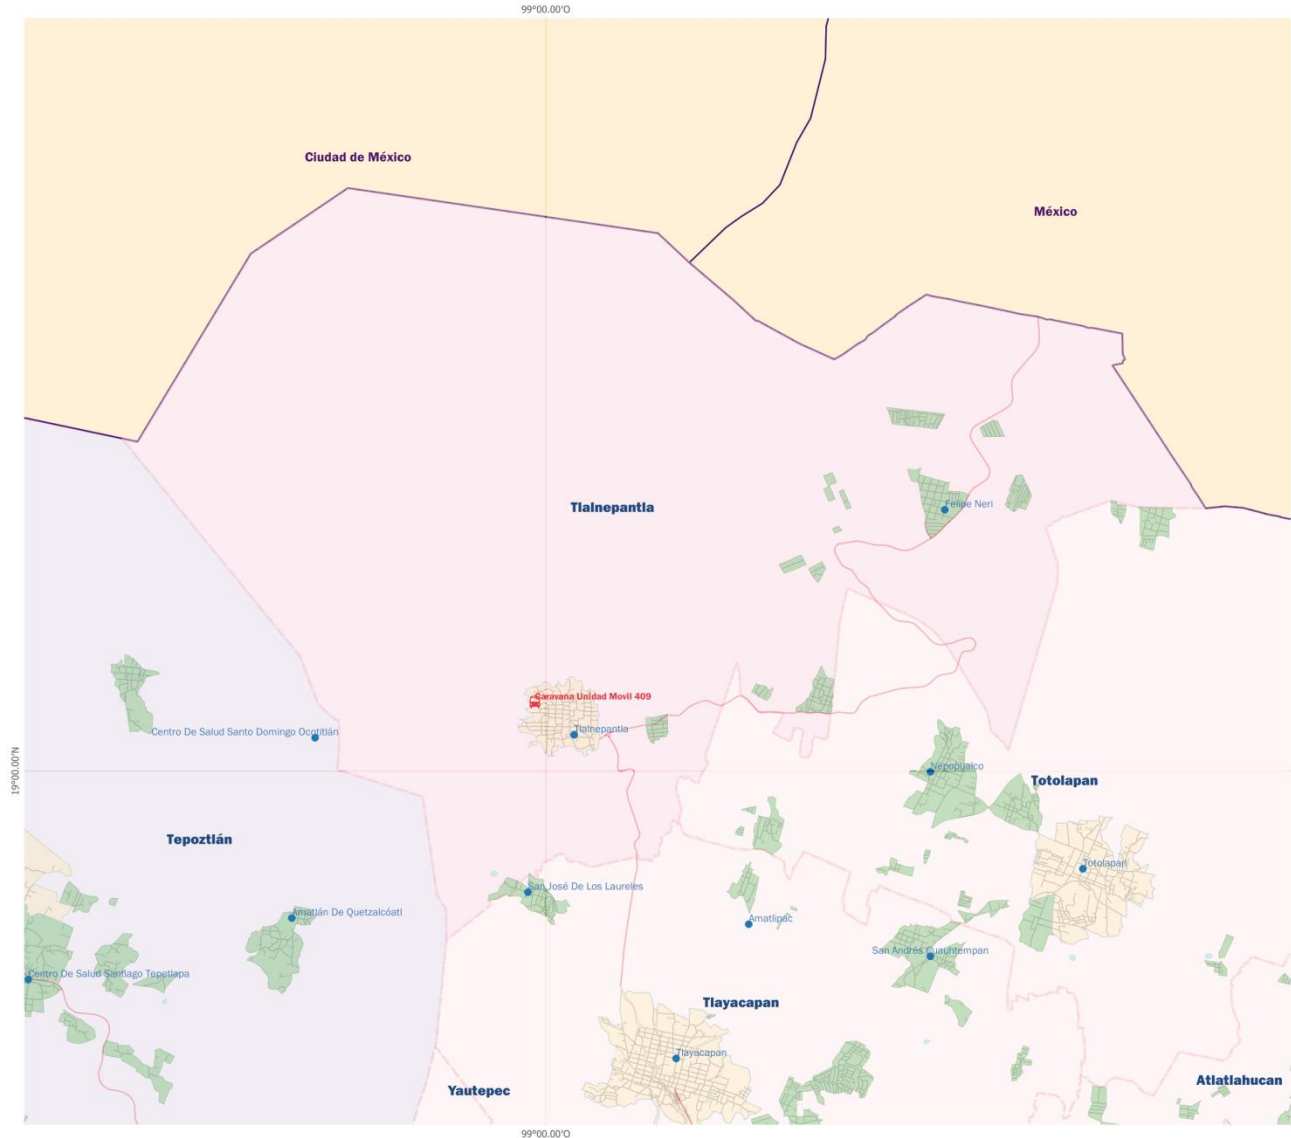 99°00.00'O
Ciudad de México
México
Tlalnepantla
Felipe Neri
Caravana Unidad Movil 409
Centro De Salud Santo Domingo Ocotitlán
Tlalnepantla
19°00.00'N
Nepopualco
Totolapan
Tepoztlán
Totolapan
San José De Los Laureles
Amatlán De Quetzalcóatl
Amatlipac
San Andrés Cuauhtempan
Centro De Salud Santiago Tepetlapa
Tlayacapan
Tlayacapan
Yautepec
Atlatlahucan
99°00.00'O